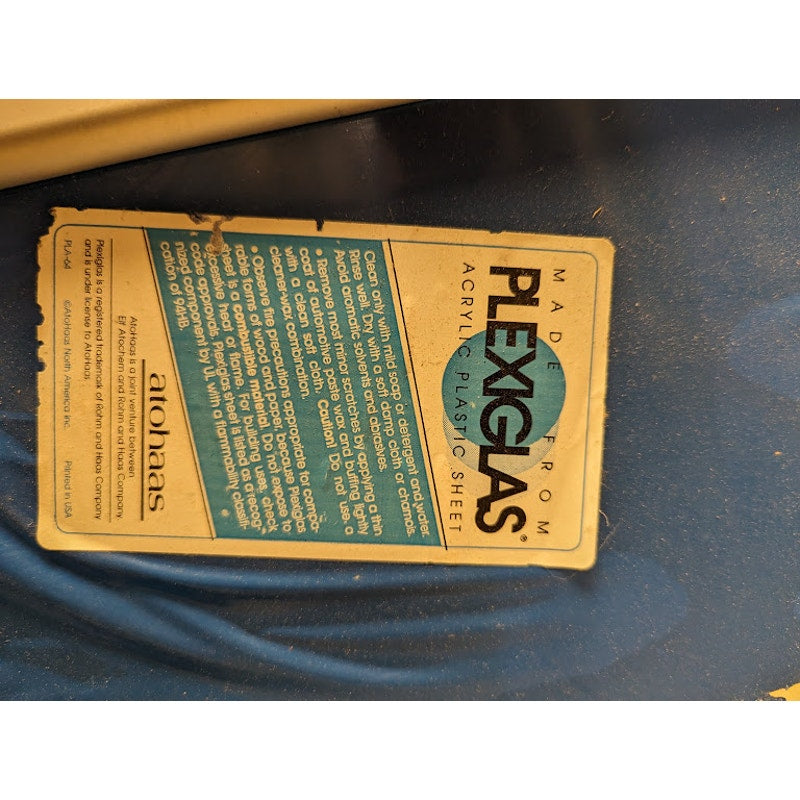 MADE FROM
PLEXIGLAS®
ACRYLIC PLASTIC SHEET
Clean only with mild soap or detergent and water.
Rinse well. Dry with a soft damp cloth or chamois.
Avoid aromatic solvents and abrasives.
• Remove most minor scratches by applying a thin
coat of automotive paste wax and buffing lightly
with a clean soft cloth. Caution! Do not use a
cleaner-wax combination.
• Observe fire precautions appropriate for compa-
rable forms of wood and paper, because Plexiglas
sheet is a combustible material. Do not expose to
excessive heat or flame. For building uses, check
code approvals. Plexiglas sheet is listed as a recog-
nized component by UL with a flammability classifi-
cation of 94HB.
atohaas
AtoHaas is a joint venture between
Elf Atochem and Rohm and Haas Company
Plexiglas is a registered trademark of Rohm and Haas Company
and is under license to AtoHaas.
PLA-64 ©AtoHaas North America Inc. Printed in USA